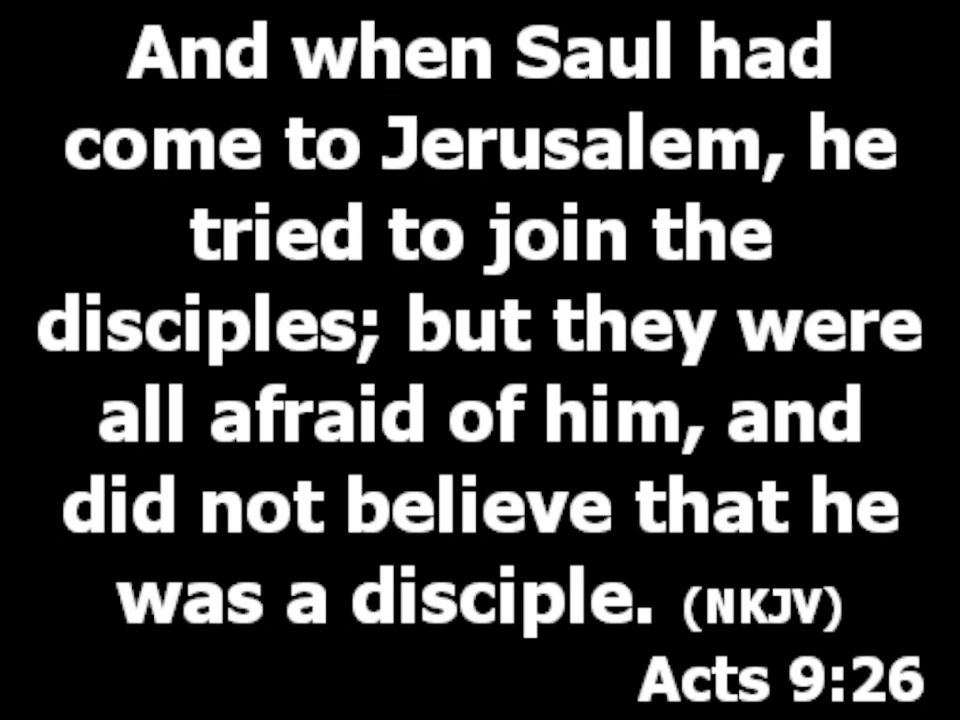 And when Saul had
come to Jerusalem, he
tried to join the
disciples; but they were
all afraid of him, and
did not believe that he
was a disciple. (NKJV)
Acts 9:26